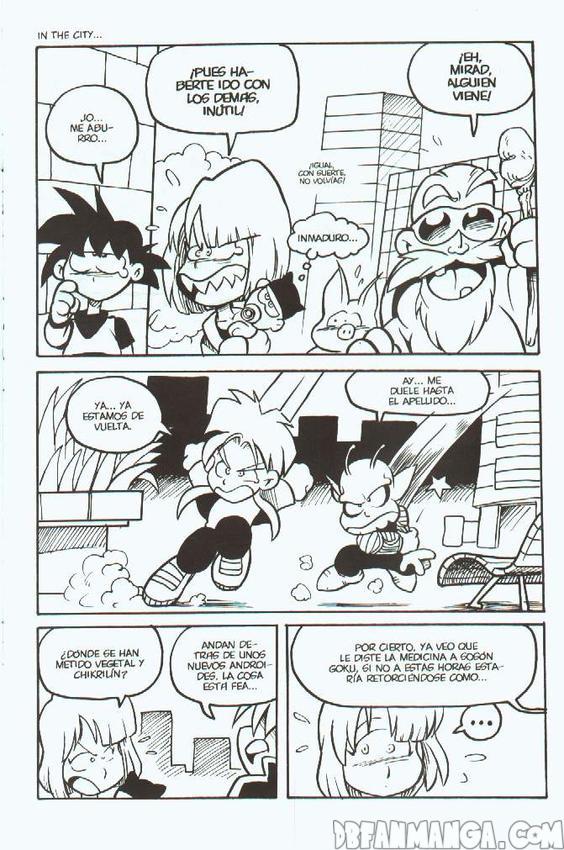 IN THE CITY...
JO...
ME ABU-
RRO...
¡PUES HA-
BERTE IDO CON
LOS DEMÁS,
INÚTIL!
¡IGUAL,
CON SUERTE,
NO VOLVÍAS!
INMADURO...
¡EH,
MIRAD,
ALGUIEN
VIENE!
YA... YA
ESTAMOS DE
VUELTA.
AY... ME
DUELE HASTA
EL APELLIDO...
¿DÓNDE SE HAN
METIDO VEGETAL Y
CHIKRILÍN?
ANDAN DE-
TRÁS DE UNOS
NUEVOS ANDROI-
DES. LA COSA
ESTÁ FEA...
POR CIERTO, YA VEO QUE
LE DISTE LA MEDICINA A GOGÓN
GOKU, SI NO A ESTAS HORAS ESTA-
RÍA RETORCIÉNDOSE COMO...
...
DBFANMANGA.COM